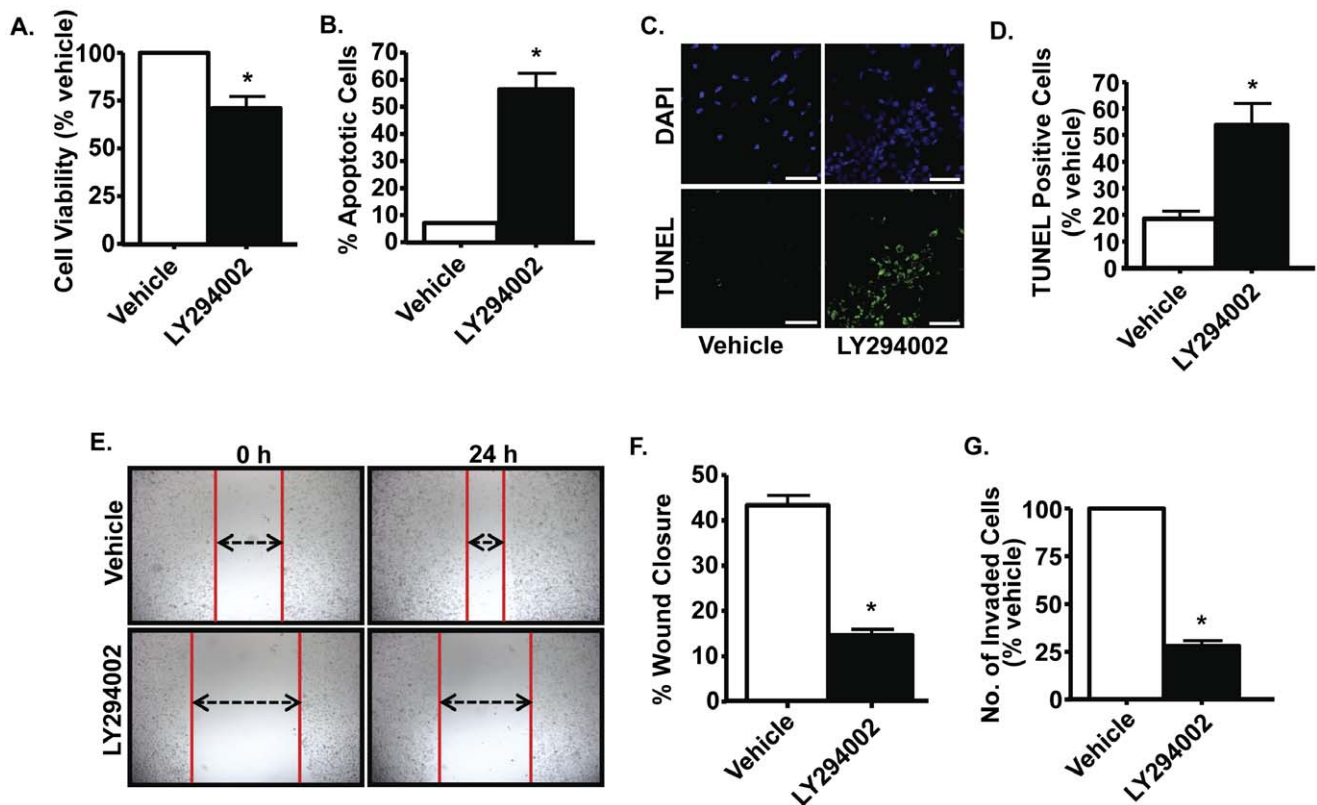 A.
Cell Viability (% vehicle)
100
75
50
25
0
*
Vehicle
LY294002
B.
% Apoptotic Cells
70
60
50
40
30
20
10
0
*
Vehicle
LY294002
C.
DAPI
TUNEL
Vehicle
LY294002
D.
TUNEL Positive Cells
(% vehicle)
70
60
50
40
30
20
10
0
*
Vehicle
LY294002
E.
0 h
24 h
Vehicle
LY294002
F.
% Wound Closure
50
40
30
20
10
0
*
Vehicle
LY294002
G.
No. of Invaded Cells
(% vehicle)
100
75
50
25
0
*
Vehicle
LY294002